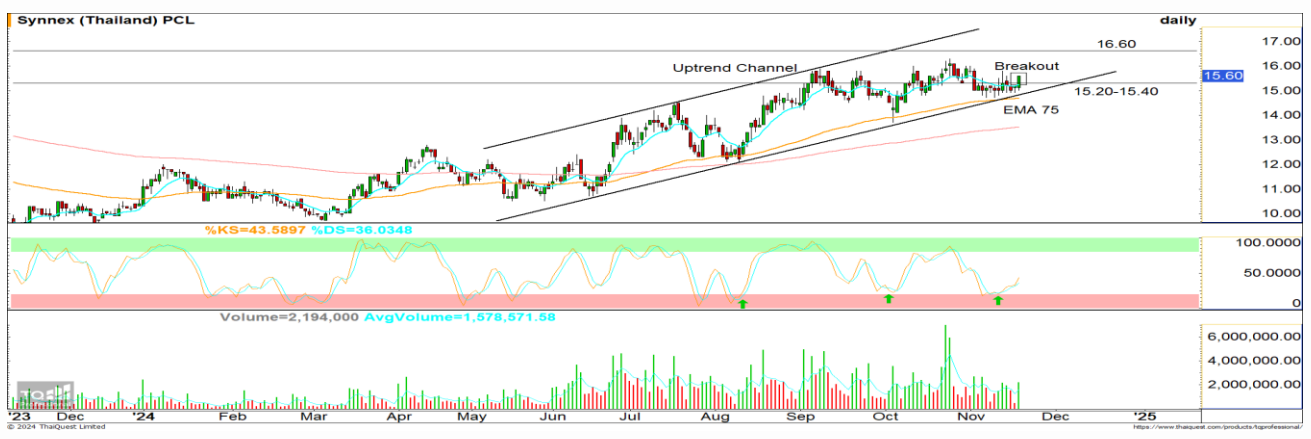 Synnex (Thailand) PCL daily
17.00
16.60
16.00
Uptrend Channel
Breakout
15.60
15.20-15.40
15.00
14.00
EMA 75
13.00
12.00
11.00
10.00
%KS=43.5897 %DS=36.0348
100.0000
50.0000
0
Volume=2,194,000 AvgVolume=1,578,571.58
6,000,000.00
4,000,000.00
2,000,000.00
'23 Dec '24 Feb Mar Apr May Jun Jul Aug Sep Oct Nov Dec '25
© 2024 ThaiQuest Limited https://www.thaiquest.com/products/tqprofessional/